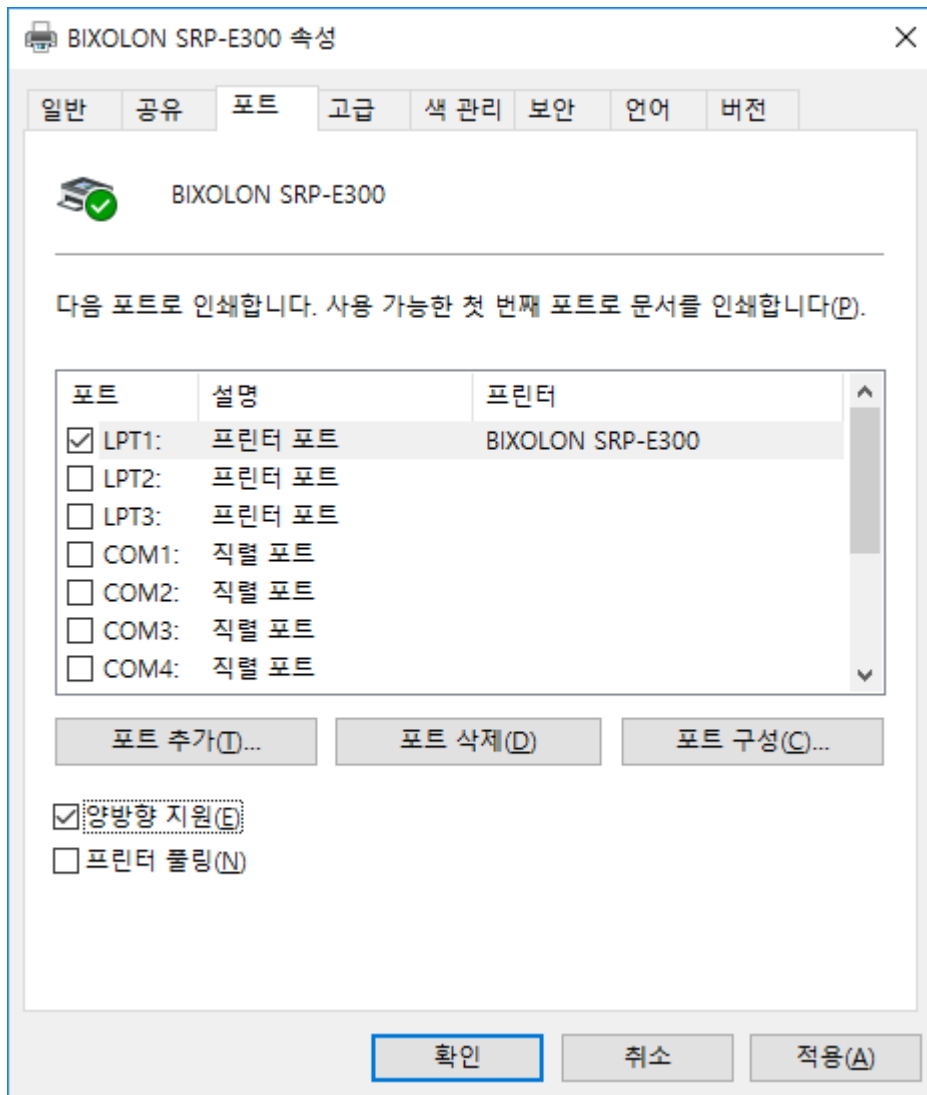 BIXOLON SRP-E300 속성
일반 공유 포트 고급 색 관리 보안 언어 버전
BIXOLON SRP-E300
다음 포트로 인쇄합니다. 사용 가능한 첫 번째 포트로 문서를 인쇄합니다(P).
포트 설명 프린터
LPT1: 프린터 포트 BIXOLON SRP-E300
LPT2: 프린터 포트
LPT3: 프린터 포트
COM1: 직렬 포트
COM2: 직렬 포트
COM3: 직렬 포트
COM4: 직렬 포트
포트 추가(T)... 포트 삭제(D) 포트 구성(C)...
양방향 지원(E)
프린터 풀링(N)
확인 취소 적용(A)